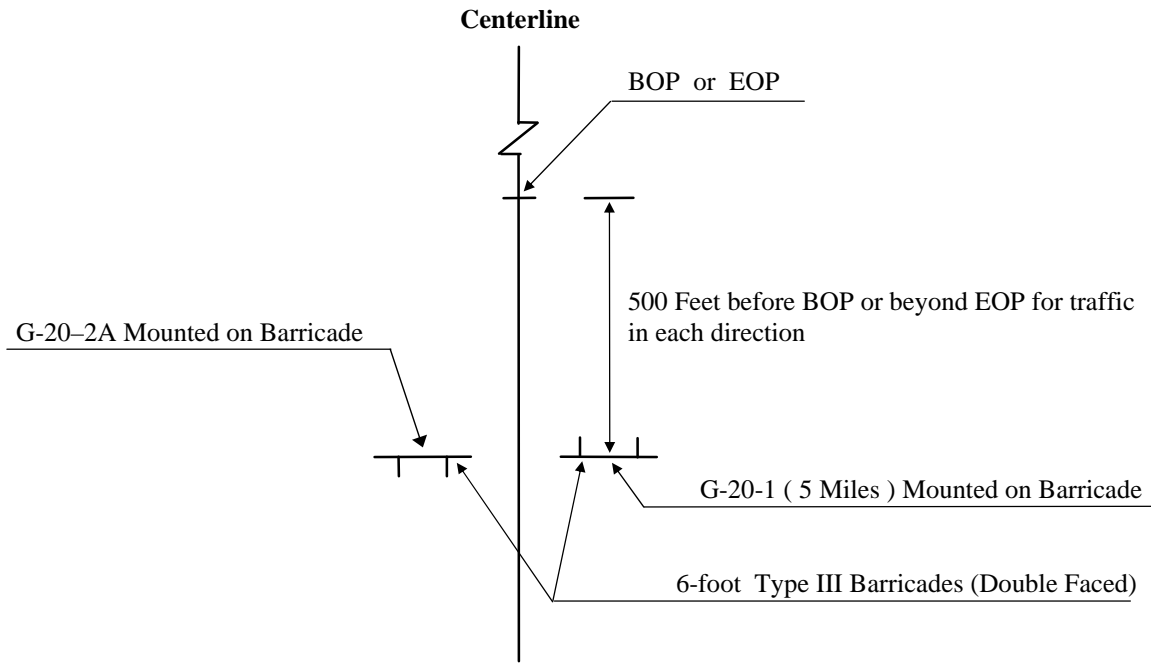 Centerline
BOP or EOP
500 Feet before BOP or beyond EOP for traffic
in each direction
G-20–2A Mounted on Barricade
G-20-1 ( 5 Miles ) Mounted on Barricade
6-foot Type III Barricades (Double Faced)